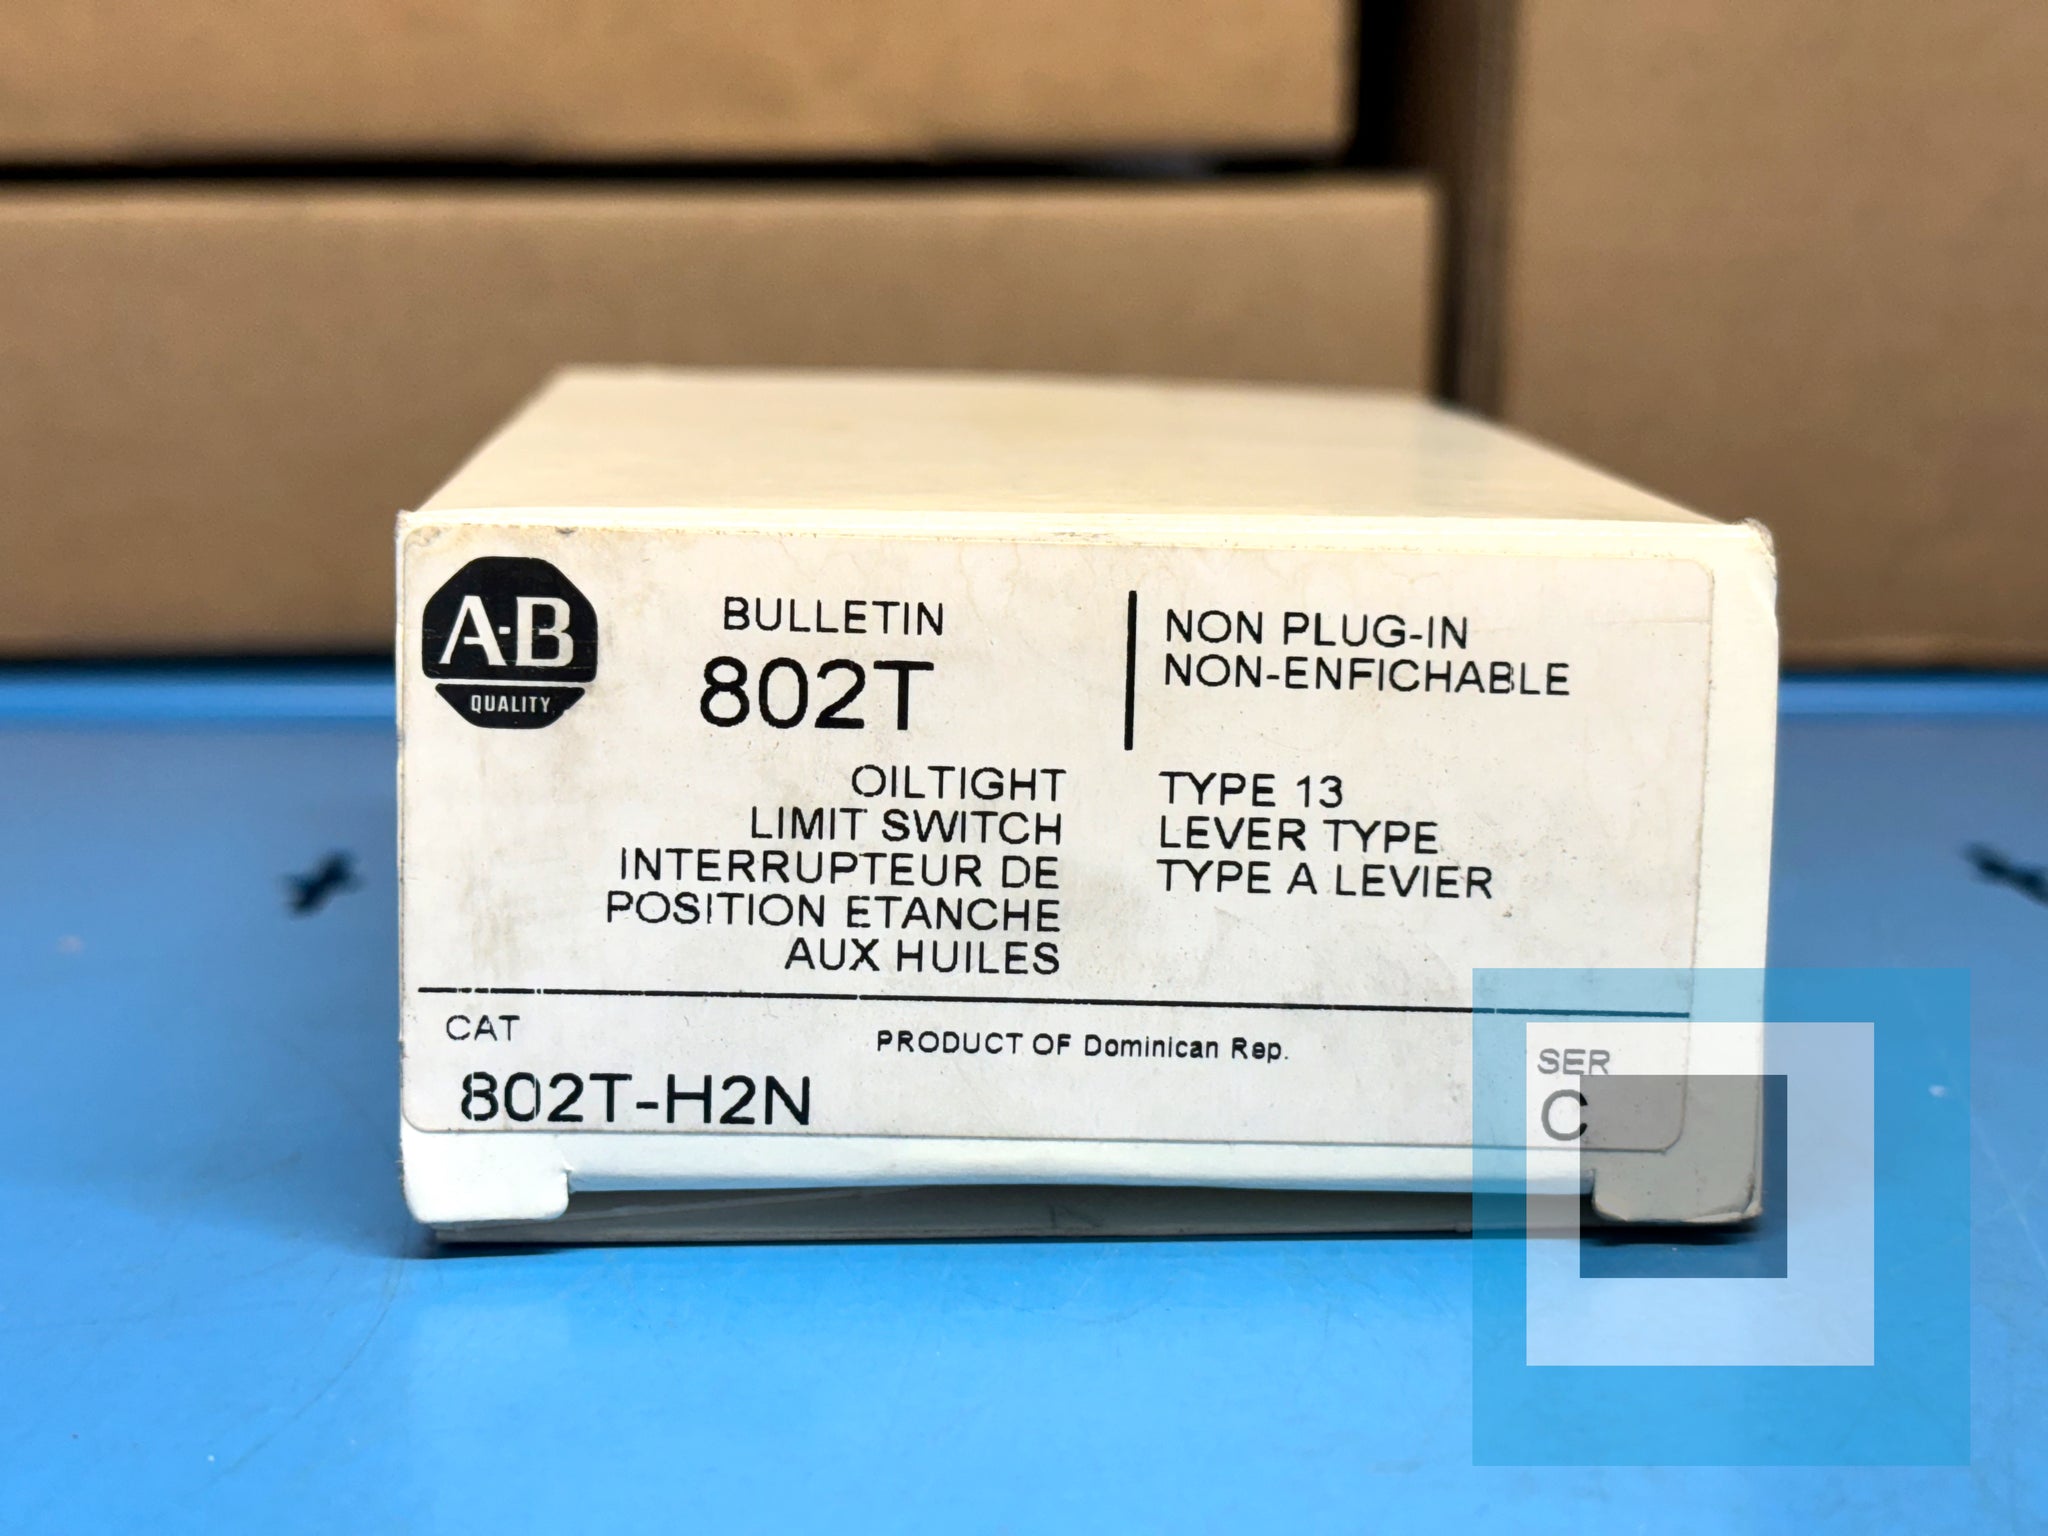 A-B
QUALITY
BULLETIN
802T
NON PLUG-IN
NON-ENFICHABLE
OILTIGHT
LIMIT SWITCH
INTERRUPTEUR DE
POSITION ETANCHE
AUX HUILES
TYPE 13
LEVER TYPE
TYPE A LEVIER
CAT
802T-H2N
PRODUCT OF Dominican Rep.
SER
C